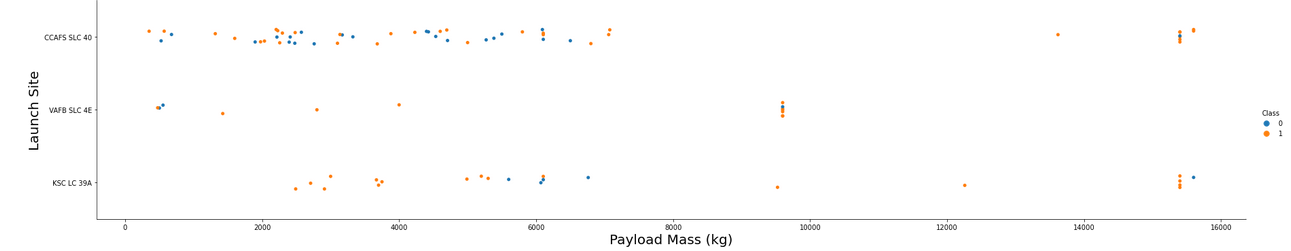 Launch Site
CCAFS SLC 40
VAFB SLC 4E
KSC LC 39A
0 2000 4000 6000 8000 10000 12000 14000 16000
Payload Mass (kg)
Class
0
1